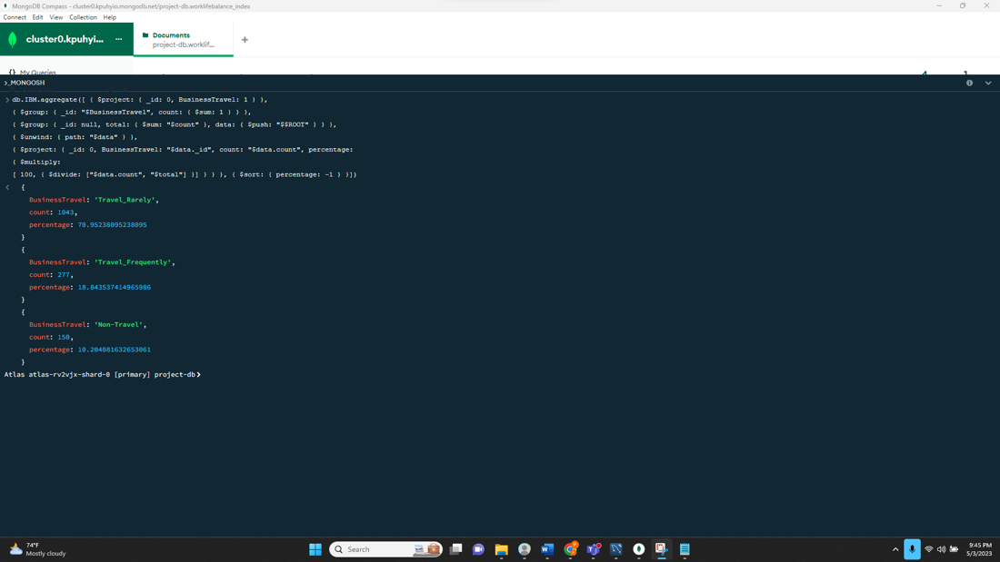 MongoDB Compass - cluster0.kpuhyio.mongodb.net/project-db.worklifebalance_index
Connect Edit View Collection Help
cluster0.kpuhyi... ...
Documents
project-db.worklif...
+
{} My Queries
>_MONGOSH
> db.IBM.aggregate([ { $project: { _id: 0, BusinessTravel: 1 } },
{ $group: { _id: "$BusinessTravel", count: { $sum: 1 } } },
{ $group: { _id: null, total: { $sum: "$count" }, data: { $push: "$$ROOT" } } },
{ $unwind: { path: "$data" } },
{ $project: { _id: 0, BusinessTravel: "$data._id", count: "$data.count", percentage:
{ $multiply:
[ 100, { $divide: ["$data.count", "$total"] }] } } }, { $sort: { percentage: -1 } }])
< {
BusinessTravel: 'Travel_Rarely',
count: 1043,
percentage: 70.95238095238095
}
{
BusinessTravel: 'Travel_Frequently',
count: 277,
percentage: 18.843537414965986
}
{
BusinessTravel: 'Non-Travel',
count: 150,
percentage: 10.204081632653061
}
Atlas atlas-rv2vjx-shard-0 [primary] project-db>
74°F
Mostly cloudy
Search
9:45 PM
5/3/2023